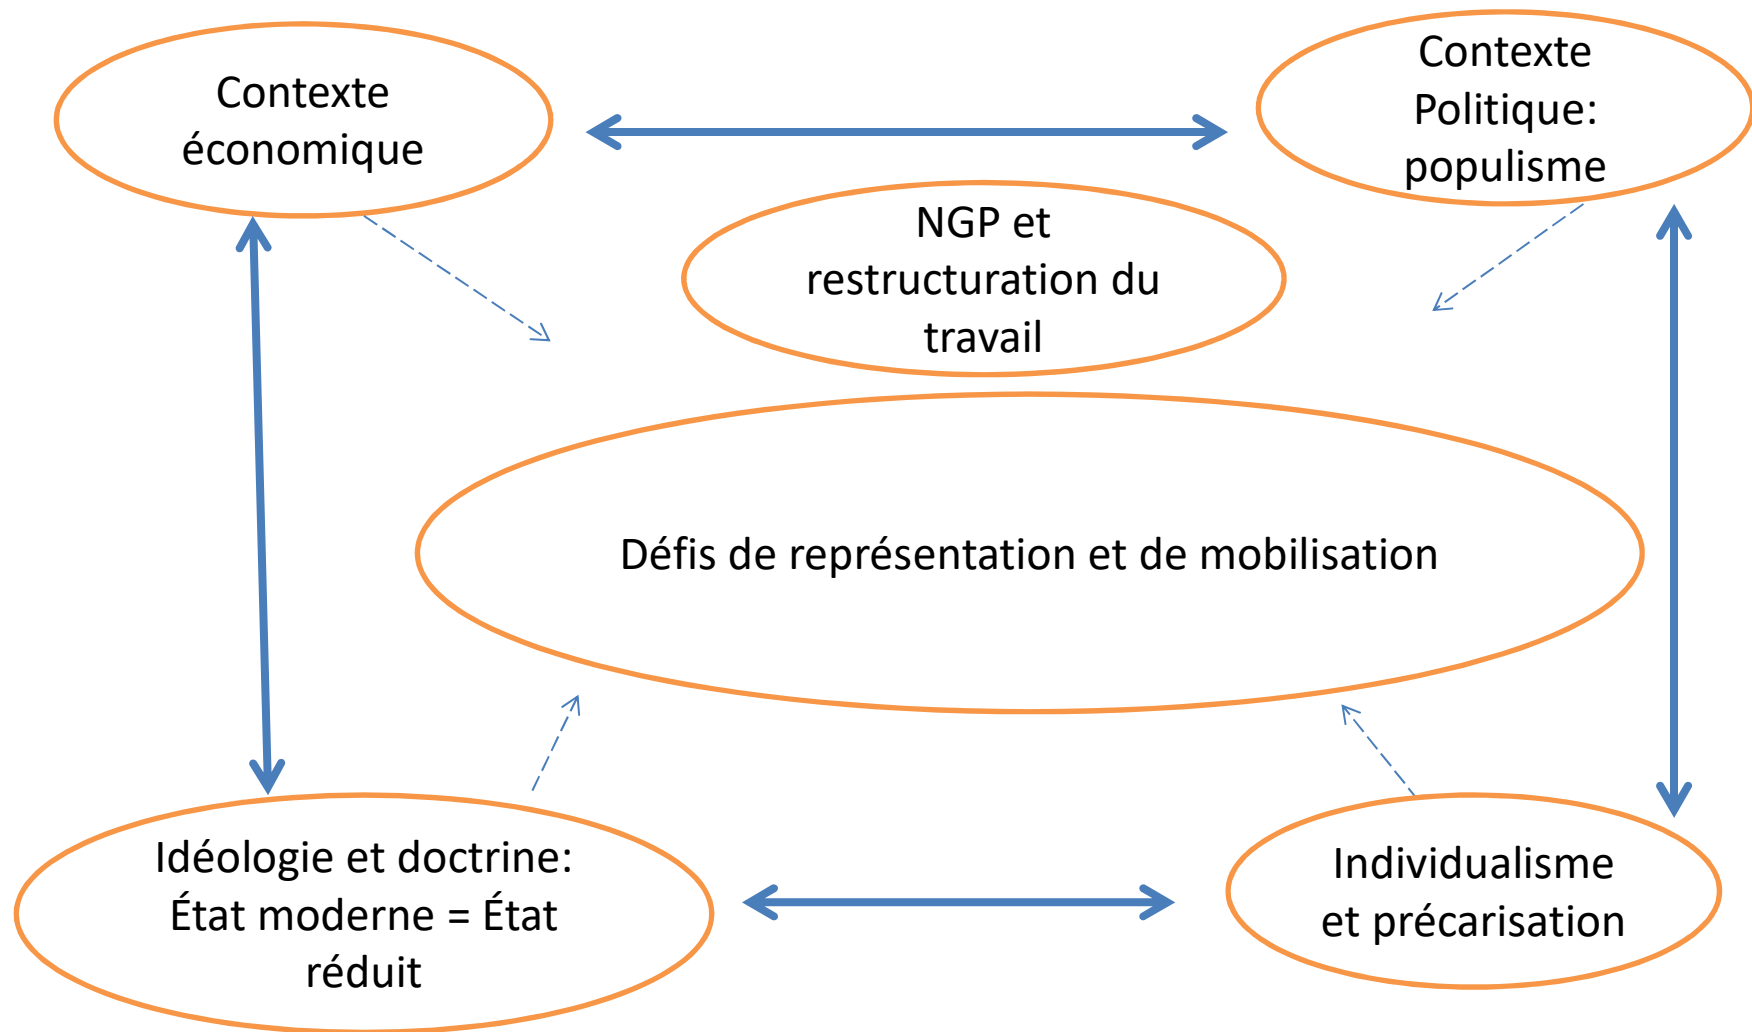 Contexte
économique
Contexte
Politique:
populisme
NGP et
restructuration du
travail
Défis de représentation et de mobilisation
Idéologie et doctrine:
État moderne = État
réduit
Individualisme
et précarisation